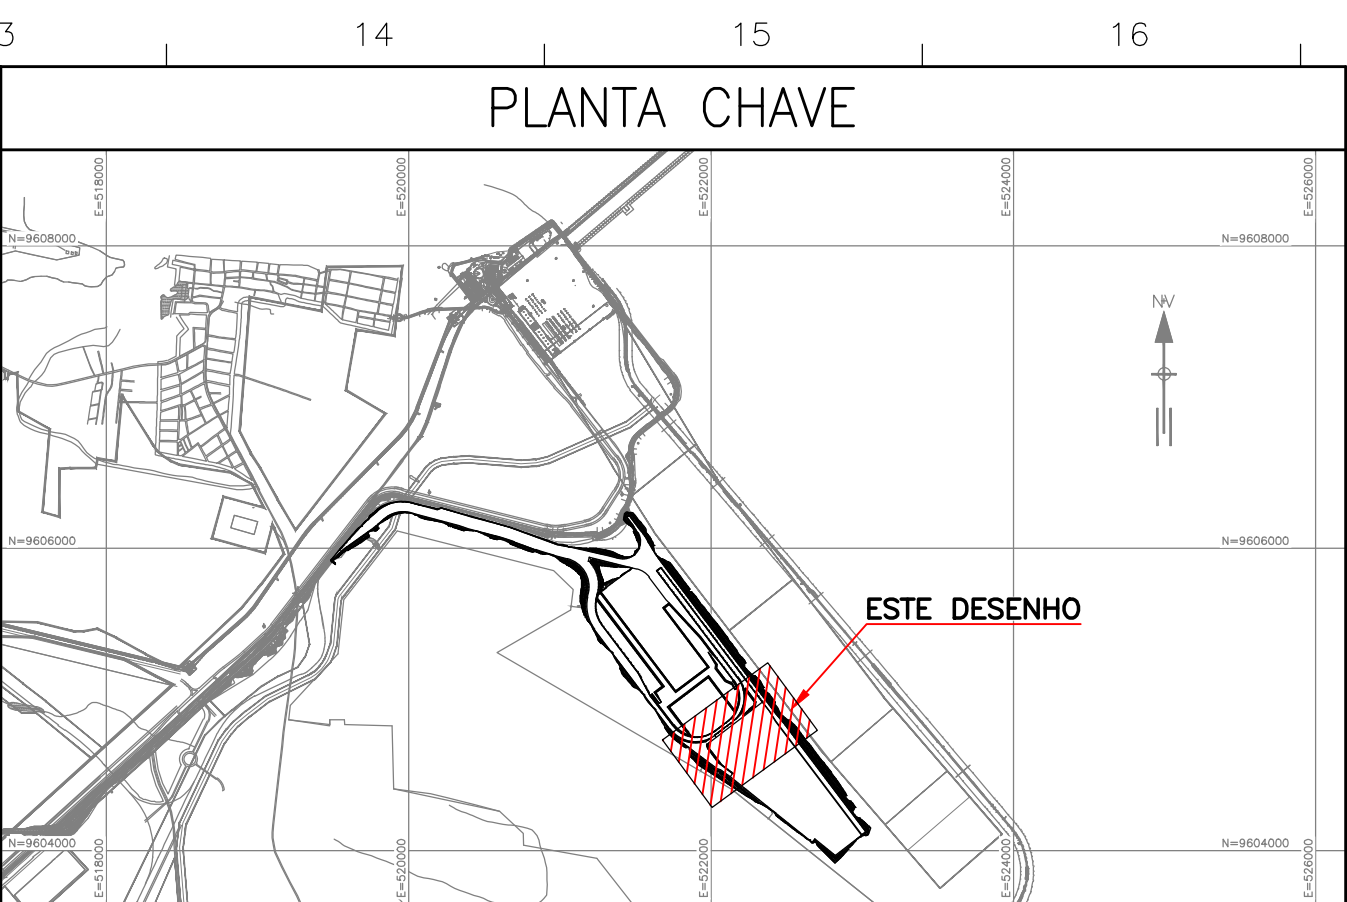 3 14 15 16
PLANTA CHAVE
E=518000 E=520000 E=522000 E=524000 E=526000
N=9608000 N=9608000
NV
N=9606000 N=9606000
ESTE DESENHO
N=9604000 N=9604000
E=518000 E=520000 E=522000 E=524000 E=526000